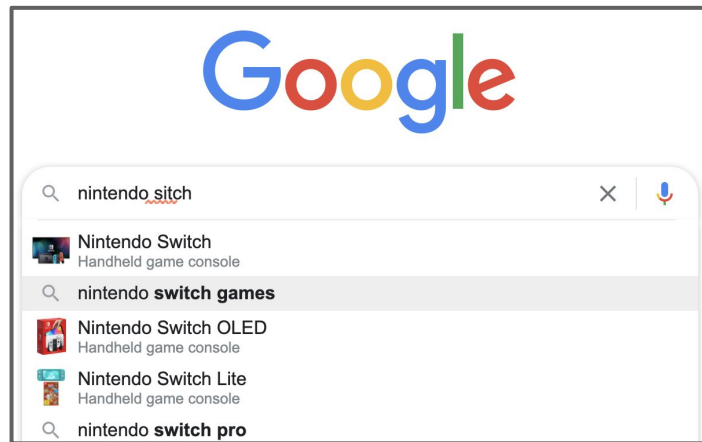 Google
nintendo sitch
Nintendo Switch
Handheld game console
nintendo switch games
Nintendo Switch OLED
Handheld game console
Nintendo Switch Lite
Handheld game console
nintendo switch pro